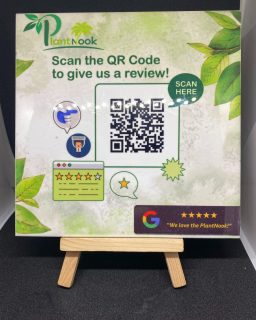 PlantNook
Scan the QR Code
to give us a review!
SCAN
HERE
"We love the PlantNook!"